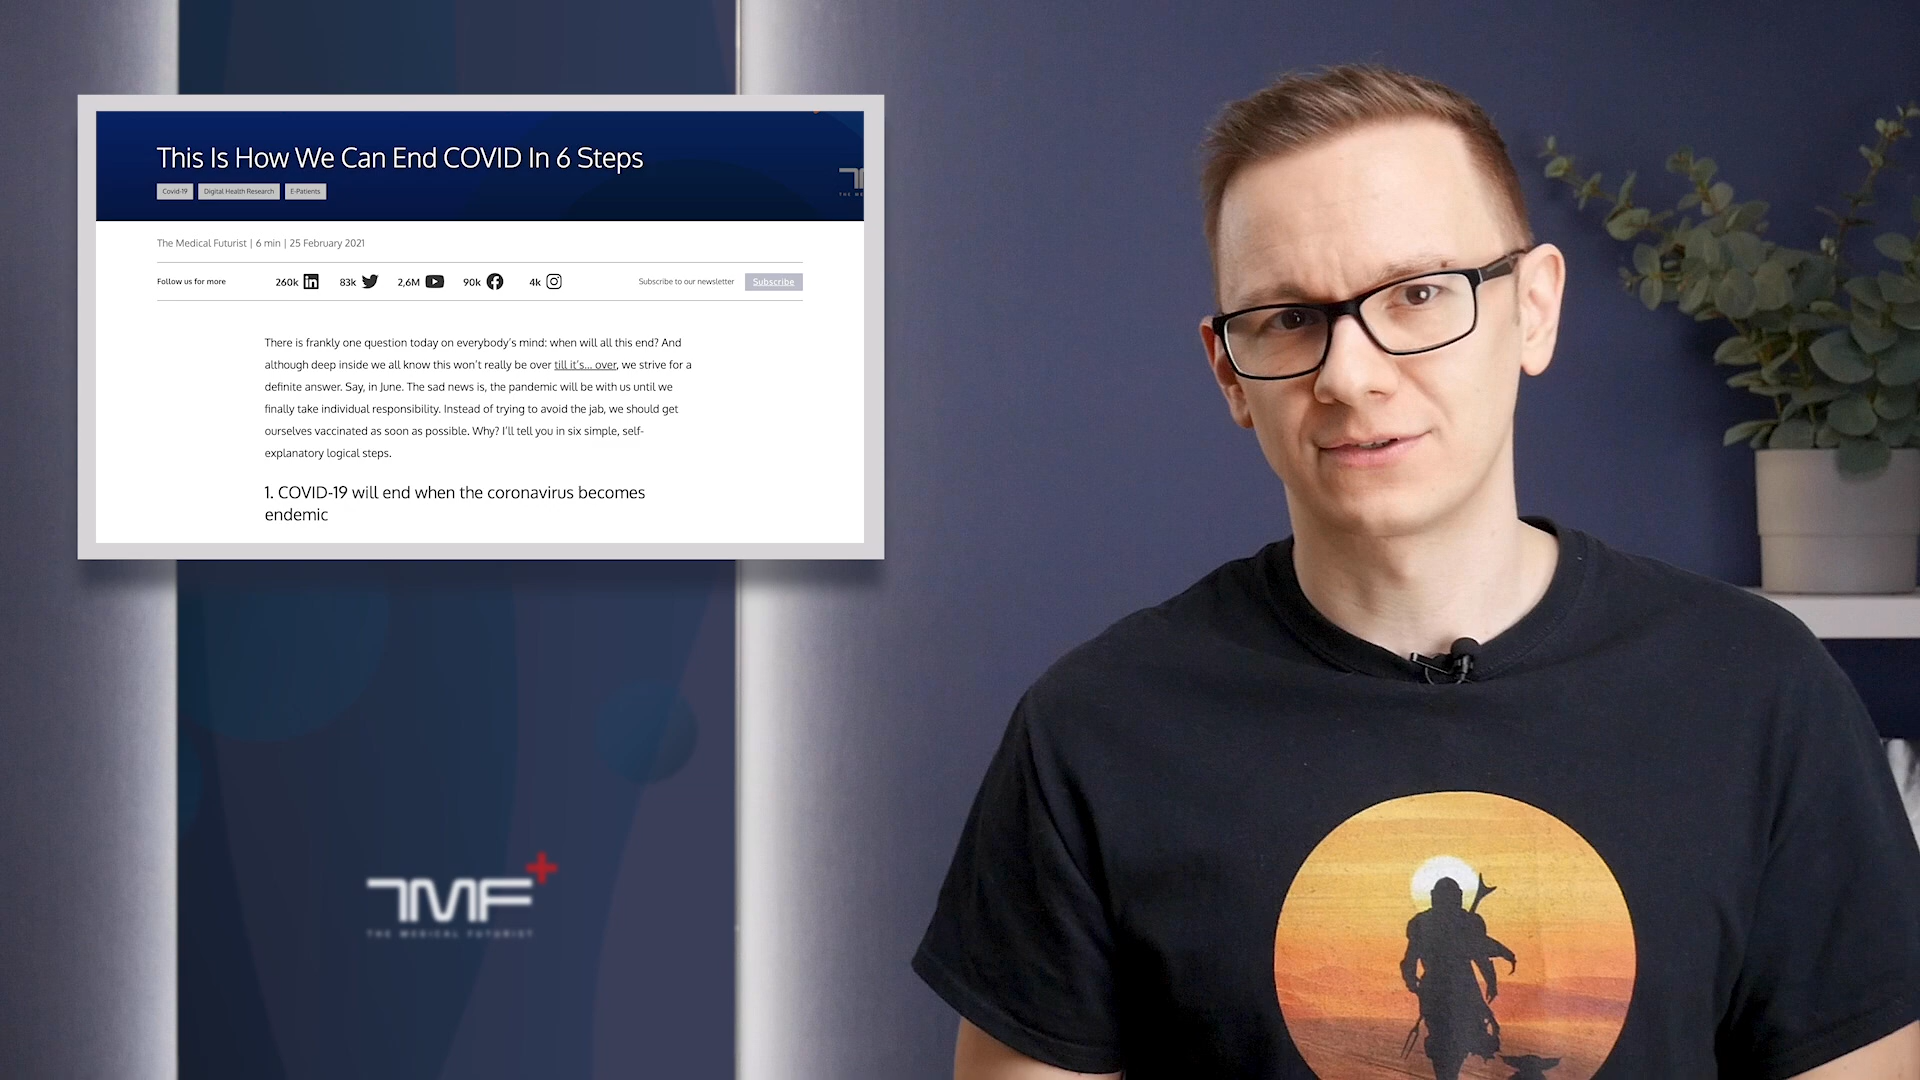 This Is How We Can End COVID In 6 Steps
Covid-19 Digital Health Research E-Patients
The Medical Futurist | 6 min | 25 February 2021
Follow us for more 260k 83k 2,6M 90k 4k Subscribe to our newsletter Subscribe
There is frankly one question today on everybody's mind: when will all this end? And
although deep inside we all know this won't really be over till it's... over, we strive for a
definite answer. Say, in June. The sad news is, the pandemic will be with us until we
finally take individual responsibility. Instead of trying to avoid the jab, we should get
ourselves vaccinated as soon as possible. Why? I'll tell you in six simple, self-
explanatory logical steps.
1. COVID-19 will end when the coronavirus becomes
endemic
TMF
THE MEDICAL FUTURIST